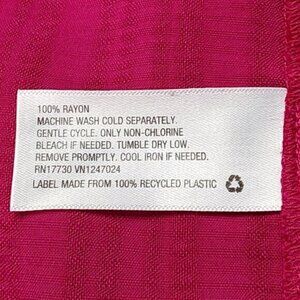 100% RAYON
MACHINE WASH COLD SEPARATELY.
GENTLE CYCLE. ONLY NON-CHLORINE
BLEACH IF NEEDED. TUMBLE DRY LOW.
REMOVE PROMPTLY. COOL IRON IF NEEDED.
RN17730 VN1247024
LABEL MADE FROM 100% RECYCLED PLASTIC